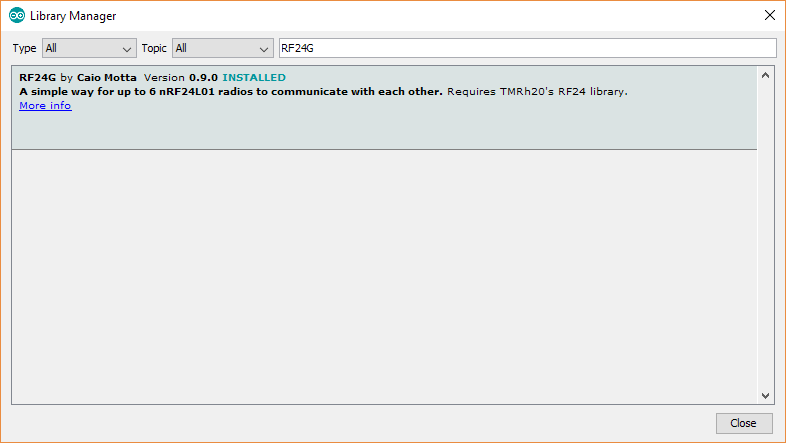 Library Manager
Type All Topic All RF24G
RF24G by Caio Motta Version 0.9.0 INSTALLED
A simple way for up to 6 nRF24L01 radios to communicate with each other. Requires TMRh20's RF24 library.
More info
Close